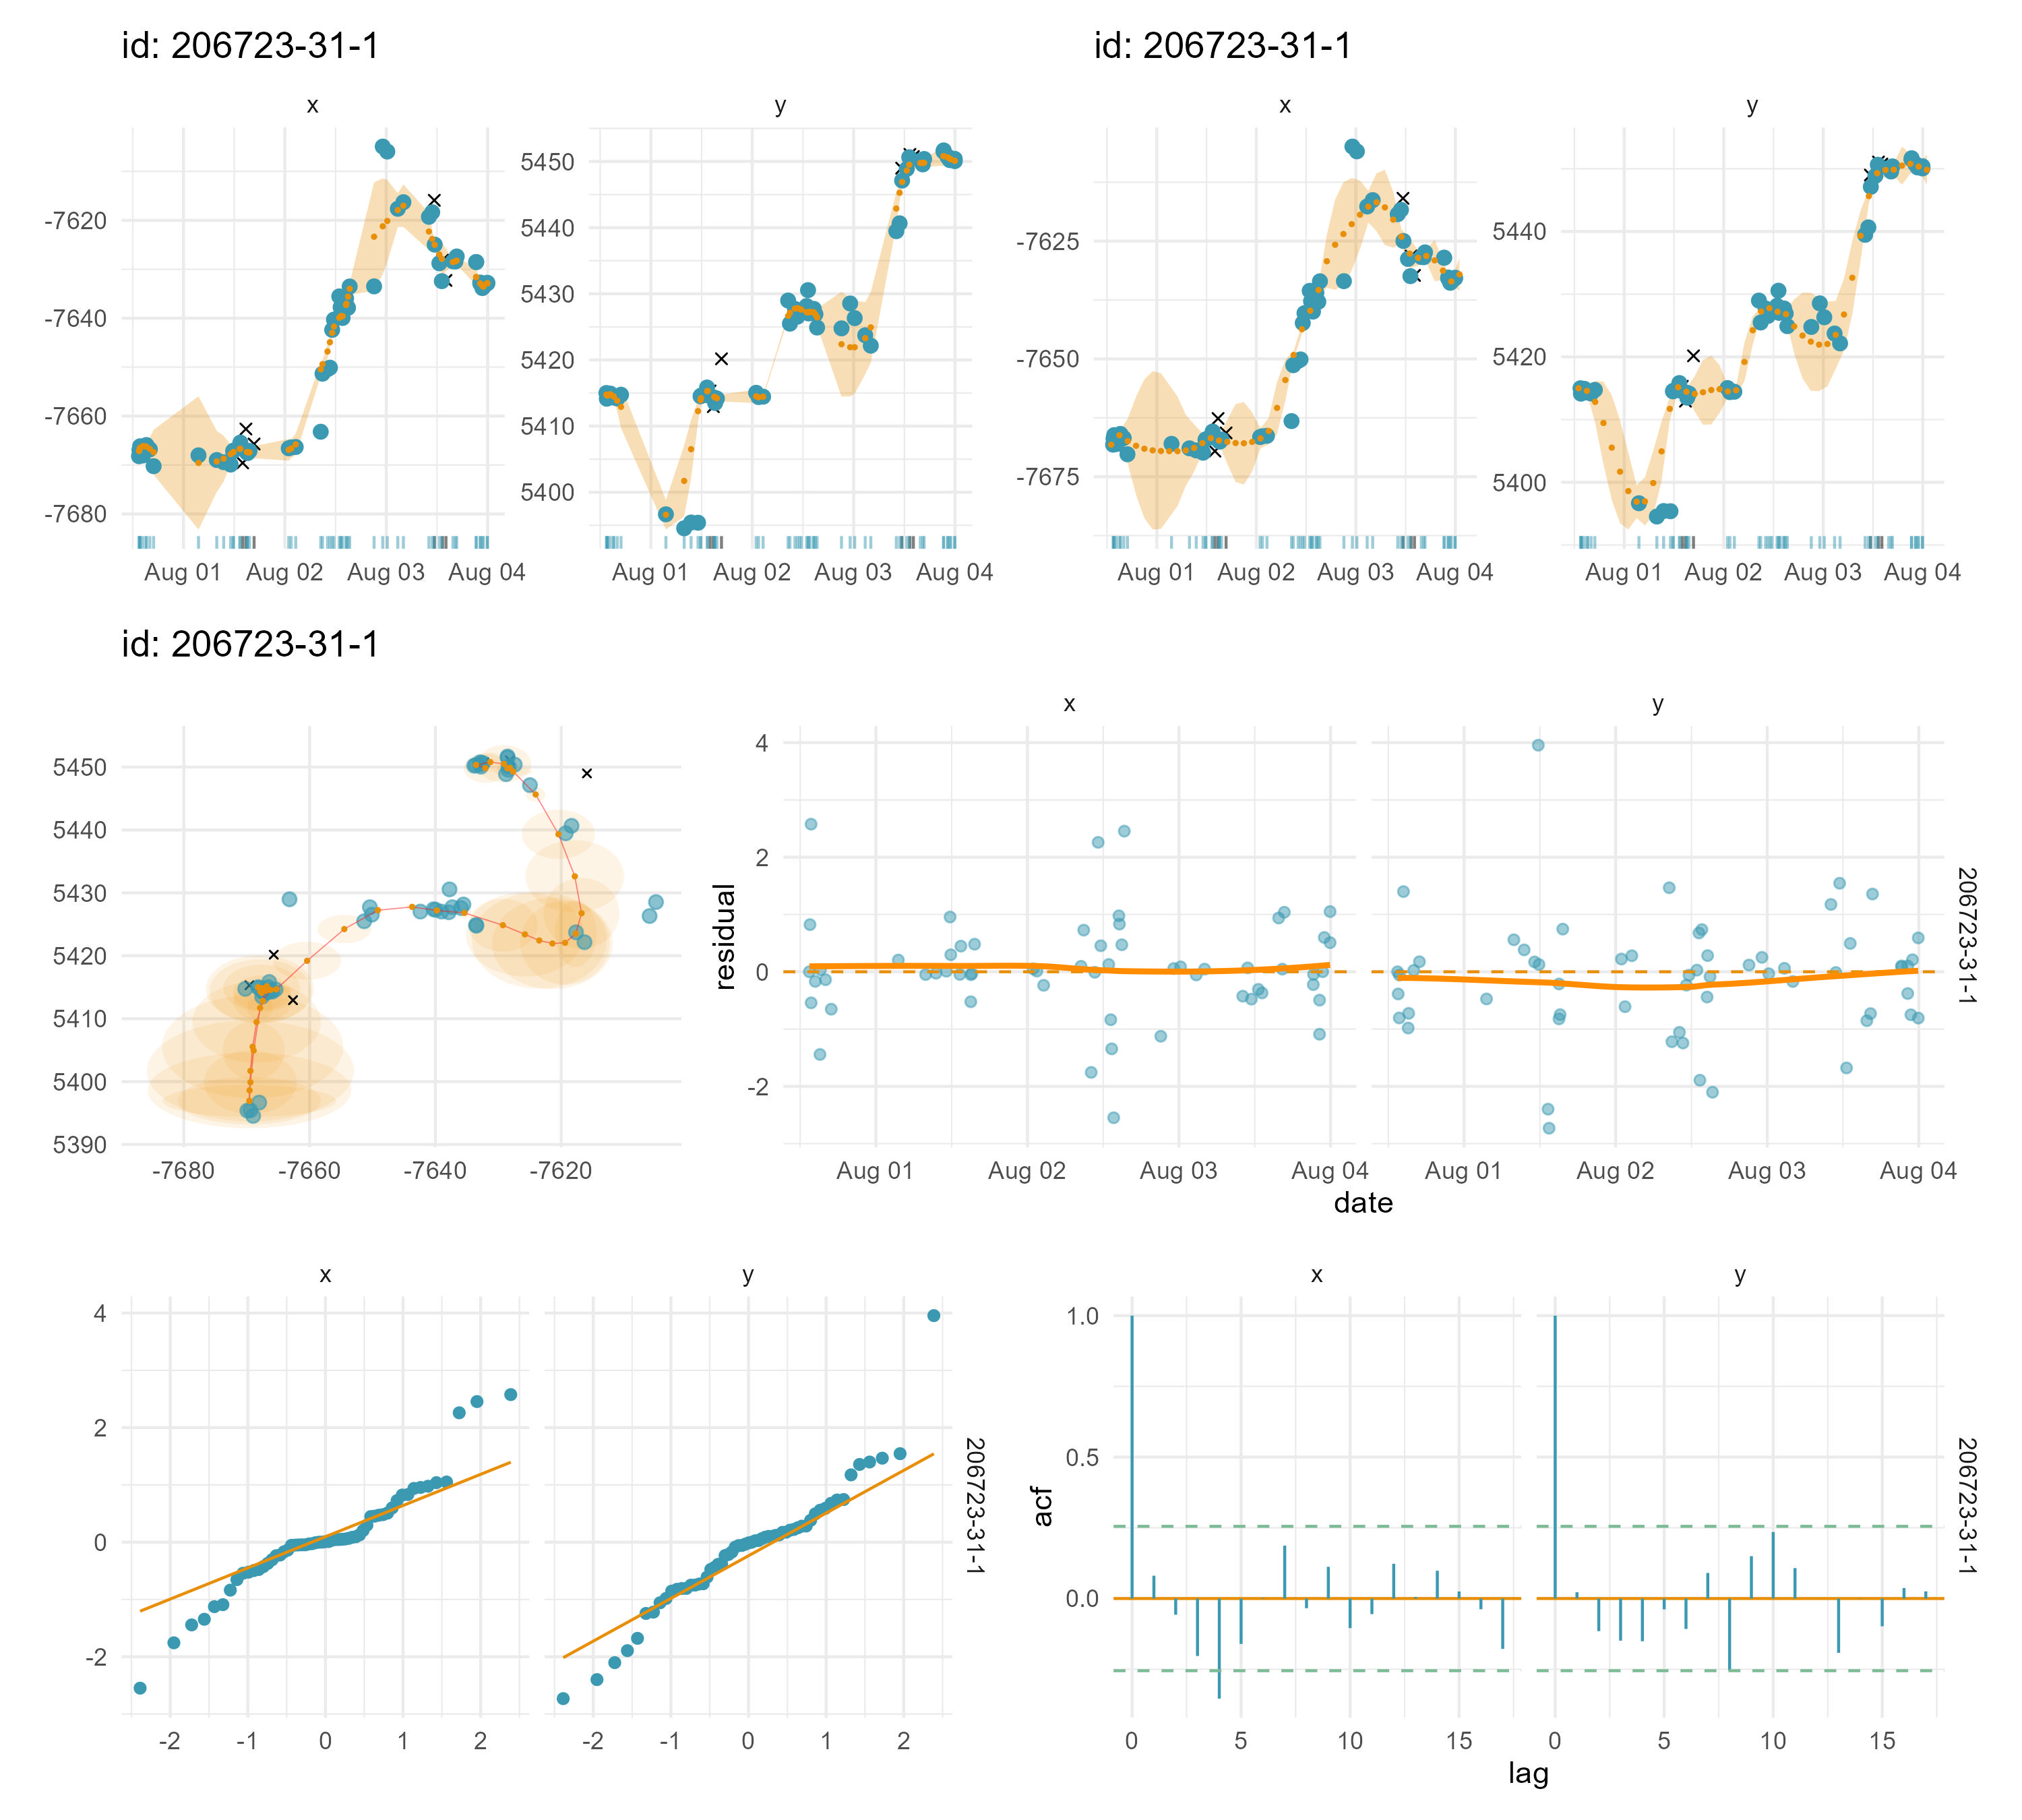 id: 206723-31-1
id: 206723-31-1
x
y
x
y
-7620
-7640
-7660
-7680
5450
5440
5430
5420
5410
5400
-7625
-7650
-7675
5440
5420
5400
Aug 01 Aug 02 Aug 03 Aug 04
Aug 01 Aug 02 Aug 03 Aug 04
Aug 01 Aug 02 Aug 03 Aug 04
Aug 01 Aug 02 Aug 03 Aug 04
id: 206723-31-1
5450
5440
5430
5420
5410
5400
5390
-7680 -7660 -7640 -7620
x
y
residual
4
2
0
-2
206723-31-1
Aug 01 Aug 02 Aug 03 Aug 04
Aug 01 Aug 02 Aug 03 Aug 04
date
x
y
4
2
0
-2
206723-31-1
-2 -1 0 1 2
-2 -1 0 1 2
x
y
acf
1.0
0.5
0.0
206723-31-1
0 5 10 15
0 5 10 15
lag